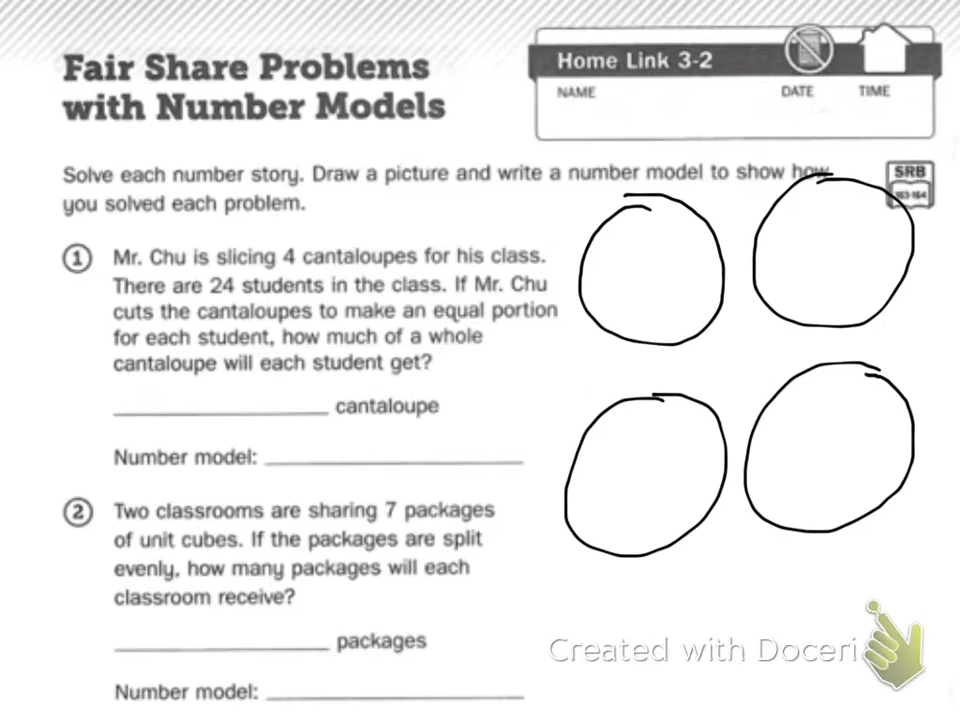 Fair Share Problems
with Number Models
Home Link 3-2
NAME DATE TIME
Solve each number story. Draw a picture and write a number model to show how
you solved each problem.
SRB
163-164
1 Mr. Chu is slicing 4 cantaloupes for his class.
There are 24 students in the class. If Mr. Chu
cuts the cantaloupes to make an equal portion
for each student, how much of a whole
cantaloupe will each student get?
cantaloupe
Number model:
2 Two classrooms are sharing 7 packages
of unit cubes. If the packages are split
evenly, how many packages will each
classroom receive?
packages
Number model:
Created with Doceri